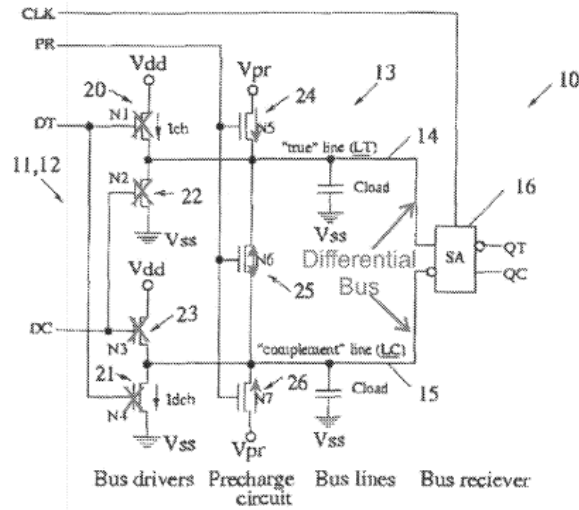 CLK
PR
Vdd
Vpr
13
10
20
24
N1
Ich
N5
DT
"true" line (LT)
14
11,12
N2
22
Cload
16
Vss
Vss
QT
SA
Vdd
N6
Differential
Bus
QC
25
23
DC
N3
"complement" line (LC)
21
26
Cload
15
Idch
N7
N4
Vss
Vpr
Vss
Bus drivers
Precharge
circuit
Bus lines
Bus reciever